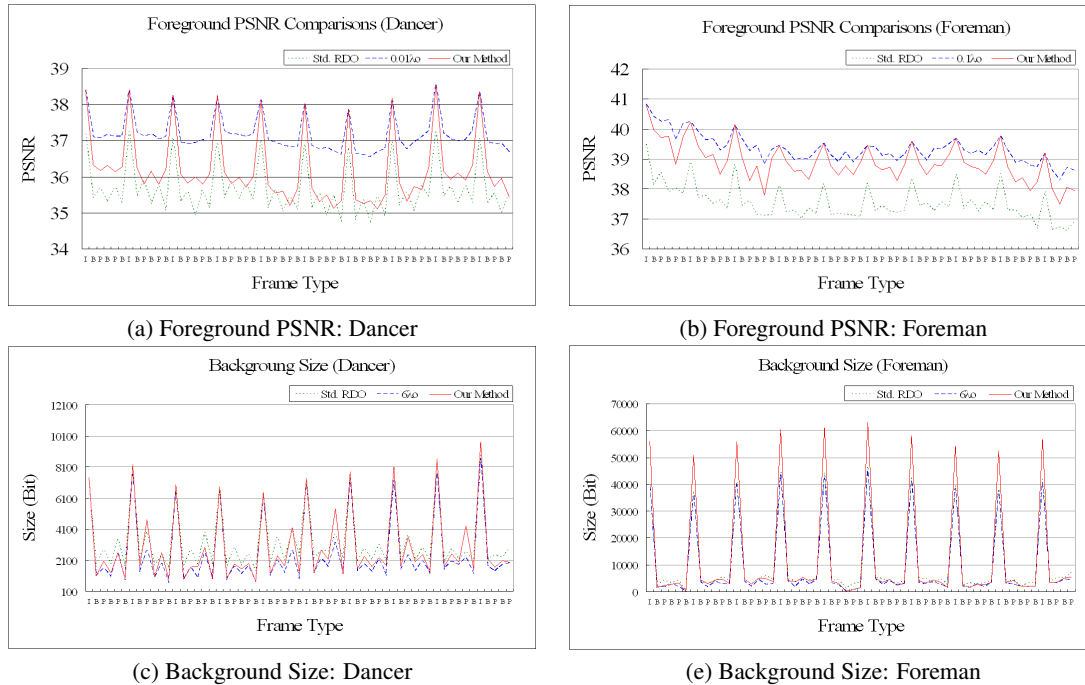 Foreground PSNR Comparisons (Dancer)
Std. RDO 0.01λo Our Method
39
38
37
36
35
34
PSNR
I B P B P B I B P B P B I B P B P B I B P B P B I B P B P B I B P B P B I B P B P B I B P B P B I B P B P B I B P B P
Frame Type
(a) Foreground PSNR: Dancer
Foreground PSNR Comparisons (Foreman)
Std. RDO 0.1λo Our Method
42
41
40
39
38
37
36
PSNR
I B P B P B I B P B P B I B P B P B I B P B P B I B P B P B I B P B P B I B P B P B I B P B P B I B P B P B I B P B P
Frame Type
(b) Foreground PSNR: Foreman
Backgroung Size (Dancer)
Std. RDO 6λo Our Method
12100
10100
8100
6100
4100
2100
100
Size (Bit)
I B P B P B I B P B P B I B P B P B I B P B P B I B P B P B I B P B P B I B P B P B I B P B P B I B P B P B I B P B P
Frame Type
(c) Background Size: Dancer
Background Size (Foreman)
Std. RDO 6λo Our Method
70000
60000
50000
40000
30000
20000
10000
0
Size (Bit)
I B P B P B I B P B P B I B P B P B I B P B P B I B P B P B I B P B P B I B P B P B I B P B P B I B P B P B I B P B P
Frame Type
(e) Background Size: Foreman